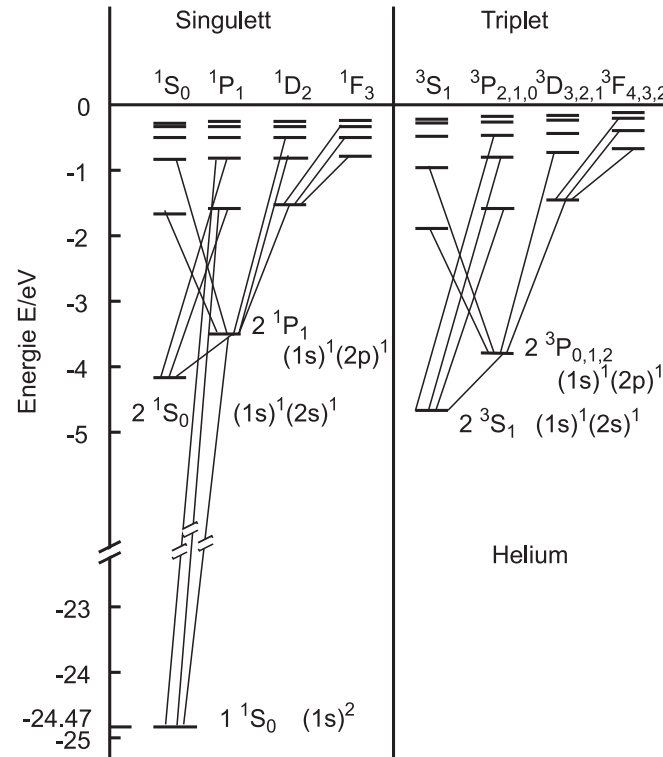 Singulett Triplet
¹S₀ ¹P₁ ¹D₂ ¹F₃ ³S₁ ³P₂,₁,₀ ³D₃,₂,₁ ³F₄,₃,₂
0
-1
-2
-3
2 ¹P₁
2 ³P₀,₁,₂
(1s)¹(2p)¹
-4
(1s)¹(2p)¹
2 ¹S₀ (1s)¹(2s)¹
2 ³S₁ (1s)¹(2s)¹
-5
Energie E/eV
Helium
-23
-24
-24.47
1 ¹S₀ (1s)²
-25